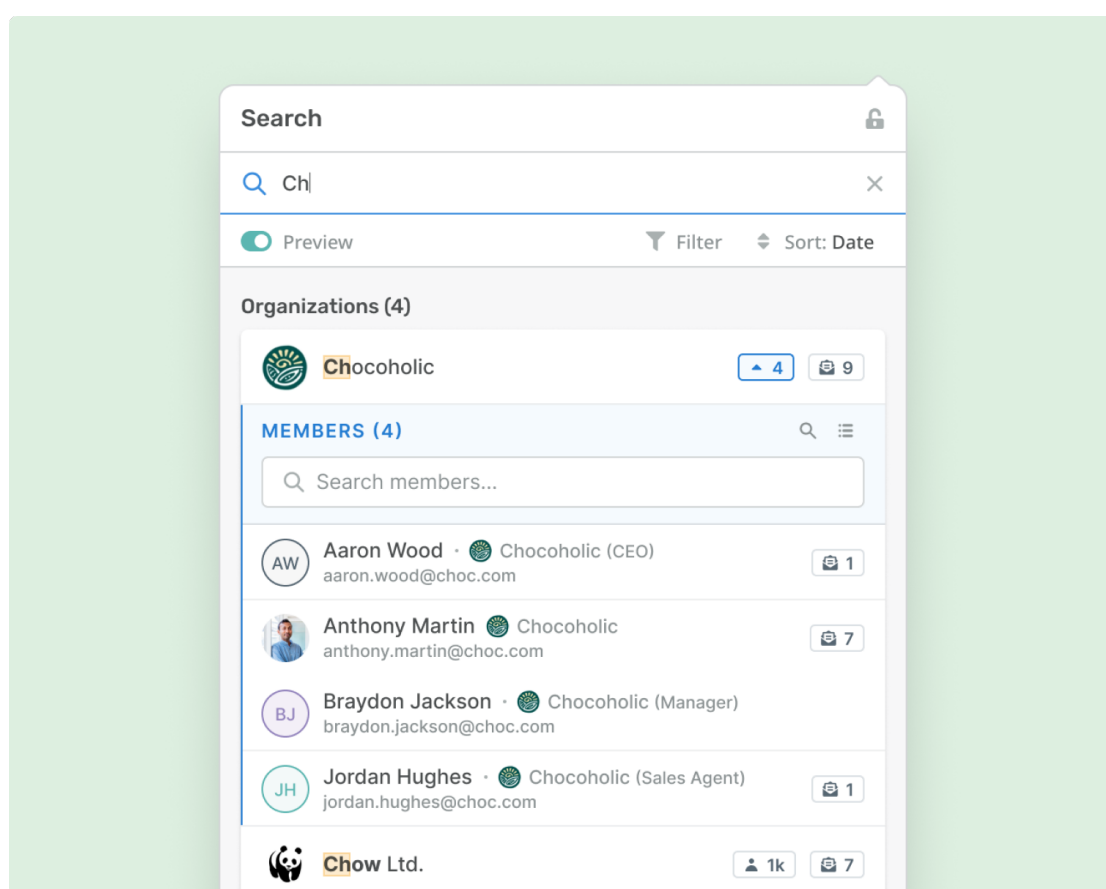 Search
Ch
Preview Filter Sort: Date
Organizations (4)
Chocoholic 4 9
MEMBERS (4)
Search members...
AW Aaron Wood · Chocoholic (CEO) 1
aaron.wood@choc.com
Anthony Martin Chocoholic 7
anthony.martin@choc.com
BJ Braydon Jackson · Chocoholic (Manager)
braydon.jackson@choc.com
JH Jordan Hughes · Chocoholic (Sales Agent) 1
jordan.hughes@choc.com
Chow Ltd. 1k 7